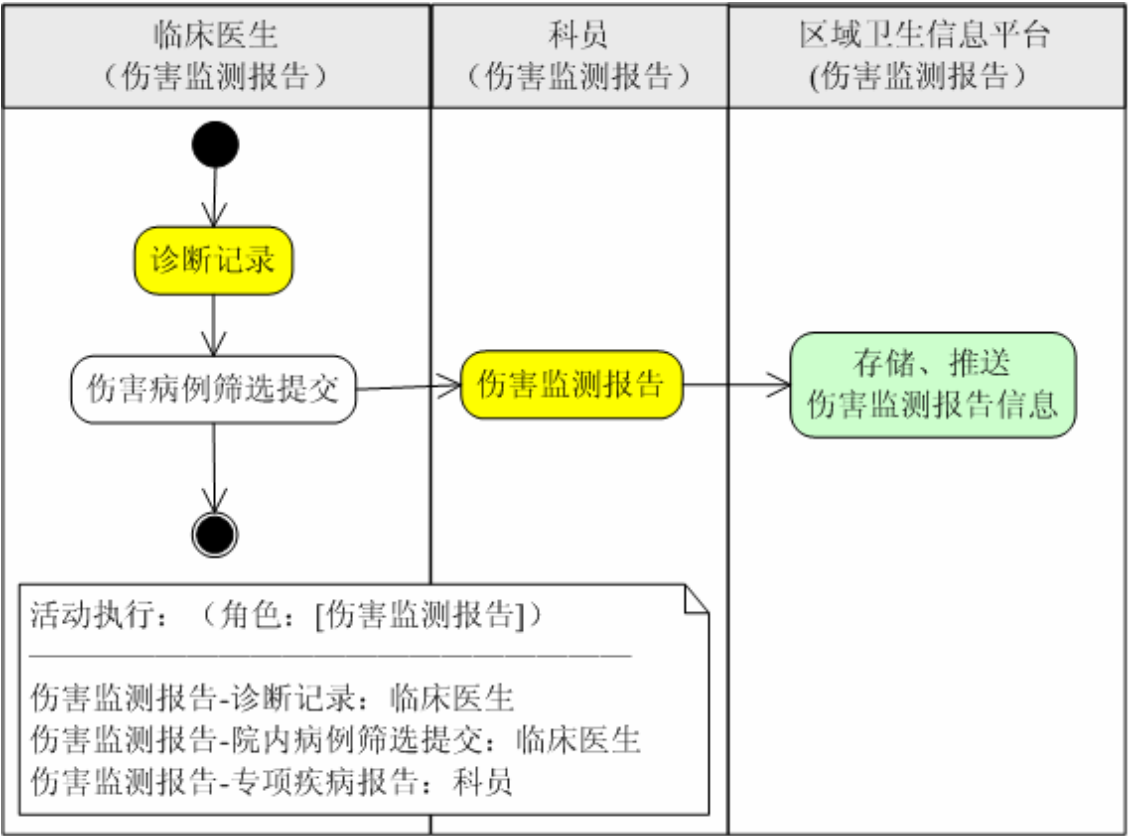 临床医生
（伤害监测报告）
科员
（伤害监测报告）
区域卫生信息平台
(伤害监测报告）
诊断记录
伤害病例筛选提交
伤害监测报告
存储、推送
伤害监测报告信息
活动执行：（角色：[伤害监测报告]）
伤害监测报告-诊断记录：临床医生
伤害监测报告-院内病例筛选提交：临床医生
伤害监测报告-专项疾病报告：科员